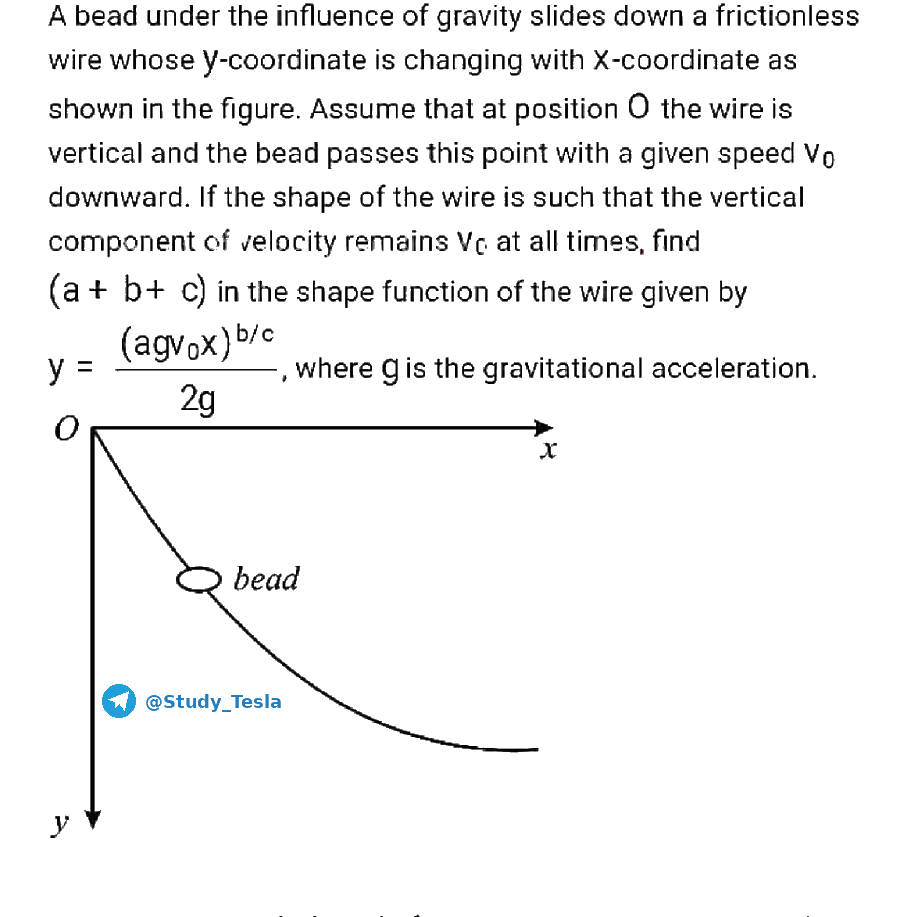 A bead under the influence of gravity slides down a frictionless
wire whose y-coordinate is changing with x-coordinate as
shown in the figure. Assume that at position O the wire is
vertical and the bead passes this point with a given speed v₀
downward. If the shape of the wire is such that the vertical
component of velocity remains v₀ at all times, find
(a + b+ c) in the shape function of the wire given by
y = (agv₀x)^b/c / 2g, where g is the gravitational acceleration.
O
x
bead
@Study_Tesla
y